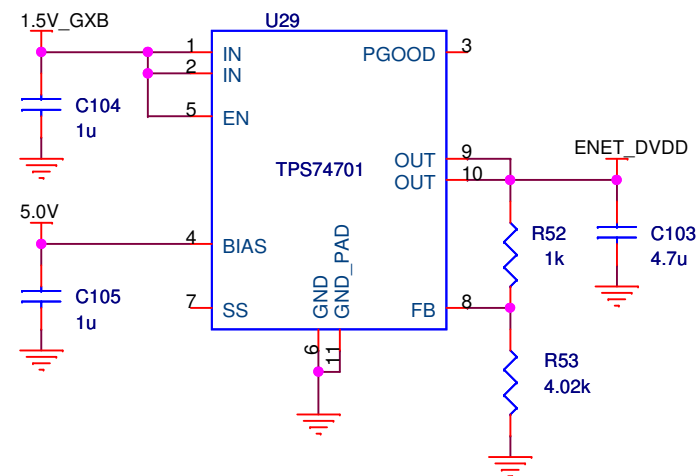 1.5V_GXB
U29
1
IN
PGOOD
3
2
IN
C104
1u
5
EN
TPS74701
OUT
9
OUT
10
ENET_DVDD
5.0V
4
BIAS
R52
1k
C103
4.7u
C105
1u
7
SS
GND
GND_PAD
FB
8
6
11
R53
4.02k